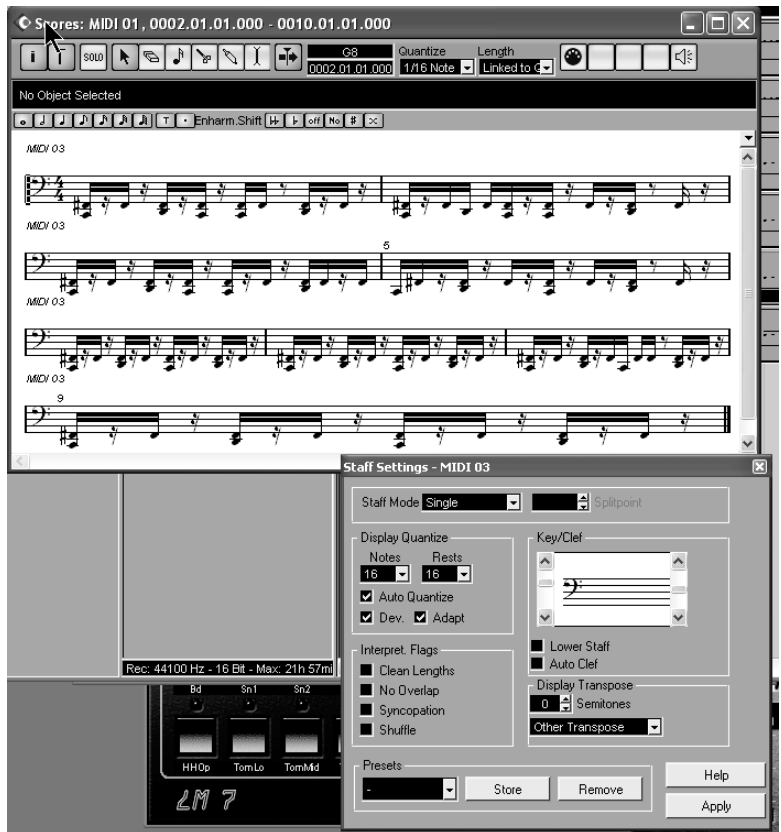 Scores: MIDI 01, 0002.01.01.000 - 0010.01.01.000
SOLO
G8
0002.01.01.000
Quantize
1/16 Note
Length
Linked to
No Object Selected
T . Enharm.Shift bb b off No # x
MIDI 03
4
4
MIDI 03
5
MIDI 03
MIDI 03
9
Staff Settings - MIDI 03
Staff Mode Single Splitpoint
Display Quantize
Notes Rests
16 16
Auto Quantize
Dev. Adapt
Key/Clef
Lower Staff
Auto Clef
Interpret. Flags
Clean Lengths
No Overlap
Syncopation
Shuffle
Display Transpose
0 Semitones
Other Transpose
Presets
-
Store Remove
Help
Apply
Rec: 44100 Hz - 16 Bit - Max: 21h 57mi
Bd Sn1 Sn2
HHOp TomLo TomMid
LM 7